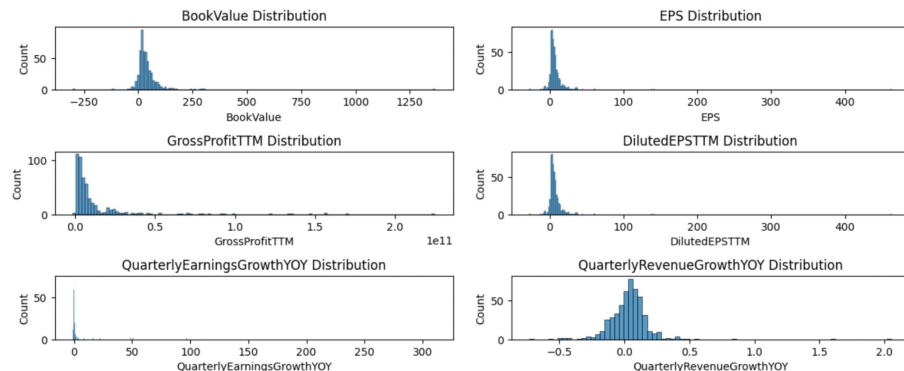 BookValue Distribution
EPS Distribution
Count
50
0
-250 0 250 500 750 1000 1250
BookValue
Count
50
0
0 100 200 300 400
EPS
GrossProfitTTM Distribution
DilutedEPSTTM Distribution
Count
100
50
0
0.0 0.5 1.0 1.5 2.0
1e11
GrossProfitTTM
Count
50
0
0 100 200 300 400
DilutedEPSTTM
QuarterlyEarningsGrowthYOY Distribution
QuarterlyRevenueGrowthYOY Distribution
Count
50
0
0 50 100 150 200 250 300
QuarterlyEarningsGrowthYOY
Count
50
0
-0.5 0.0 0.5 1.0 1.5 2.0
QuarterlyRevenueGrowthYOY